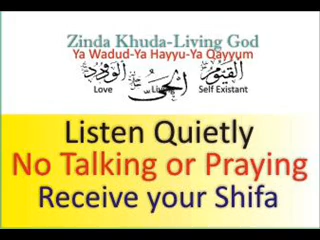 Zinda Khuda-Living God
Ya Wadud-Ya Hayyu-Ya Qayyum
الودود الحي القيوم
Love Living Self Existant
Listen Quietly
No Talking or Praying
Receive your Shifa